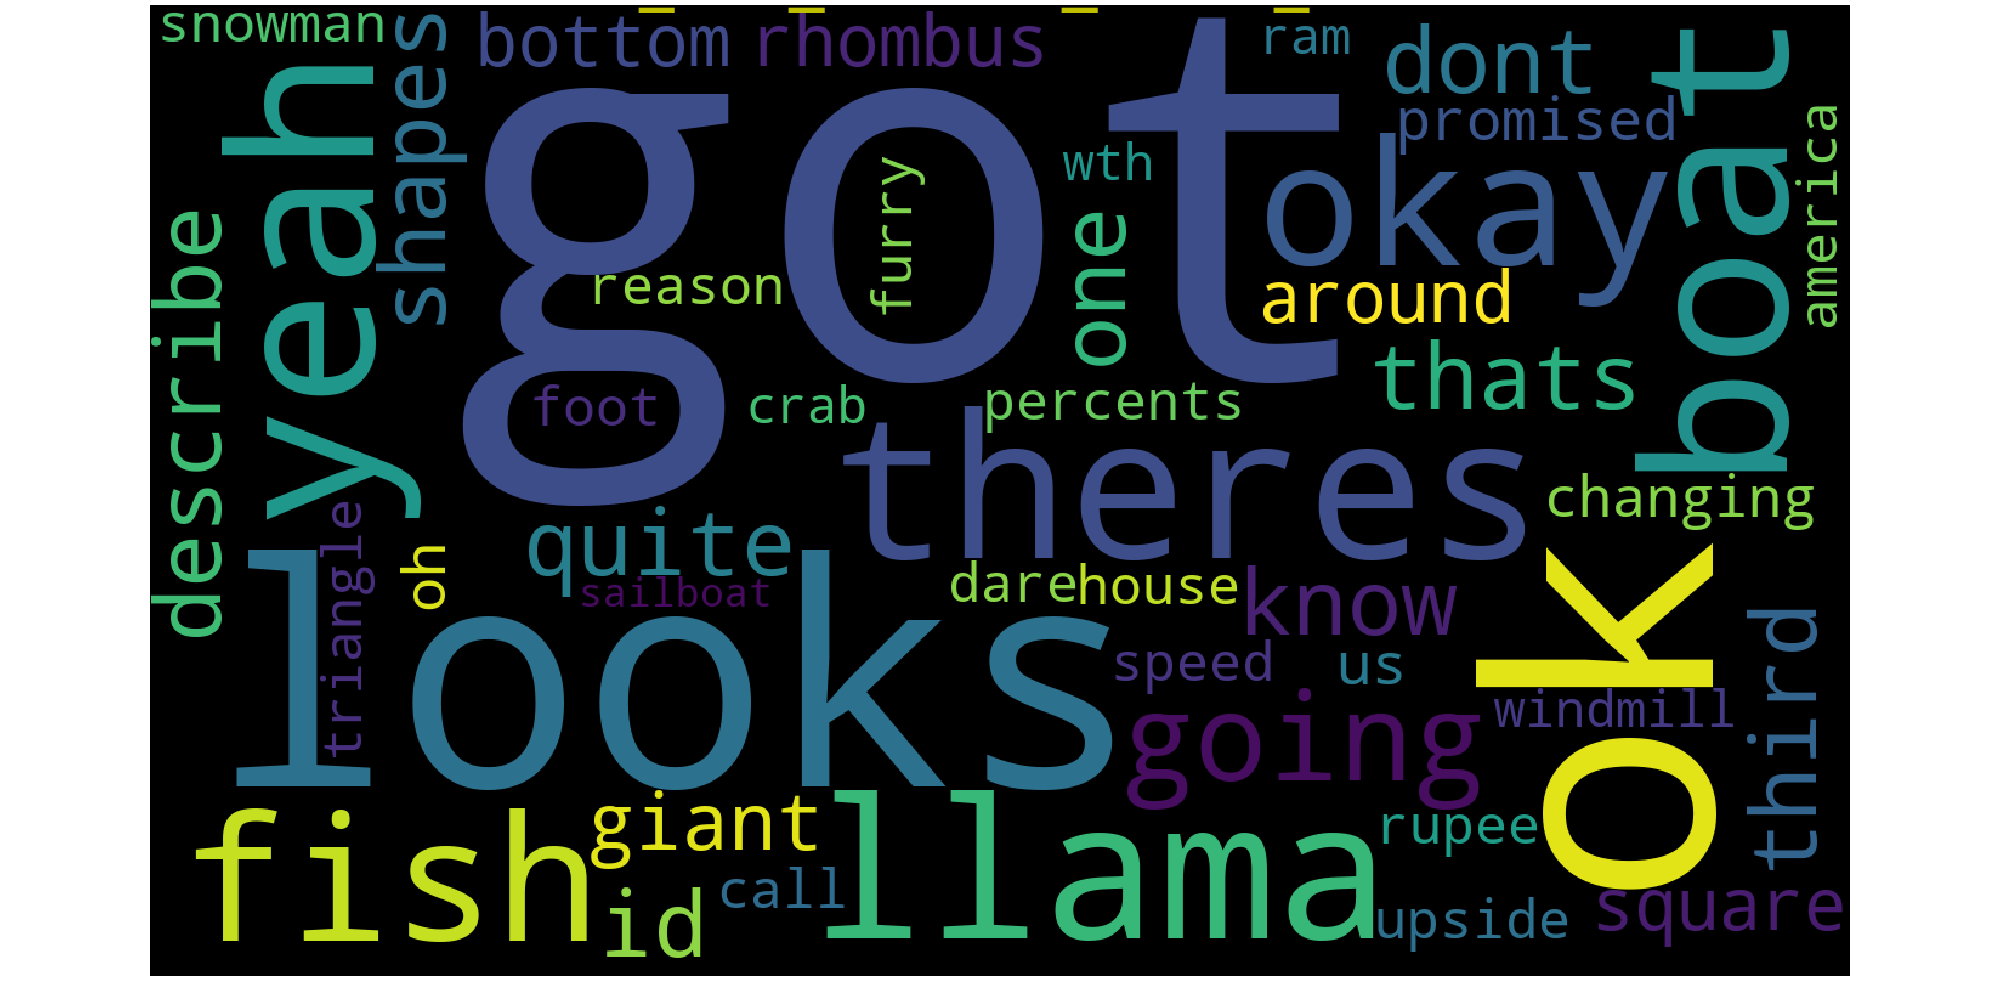 snowman
bottom
rhombus
ram
dont
promised
yeah
shapes
got
wth
okay
boat
america
furry
one
describe
reason
around
thats
foot
crab
percents
theres
changing
triangle
oh
quite
sailboat
dare
house
know
ok
third
looks
speed
us
going
windmill
fish
giant
id
call
llama
rupee
upside
square